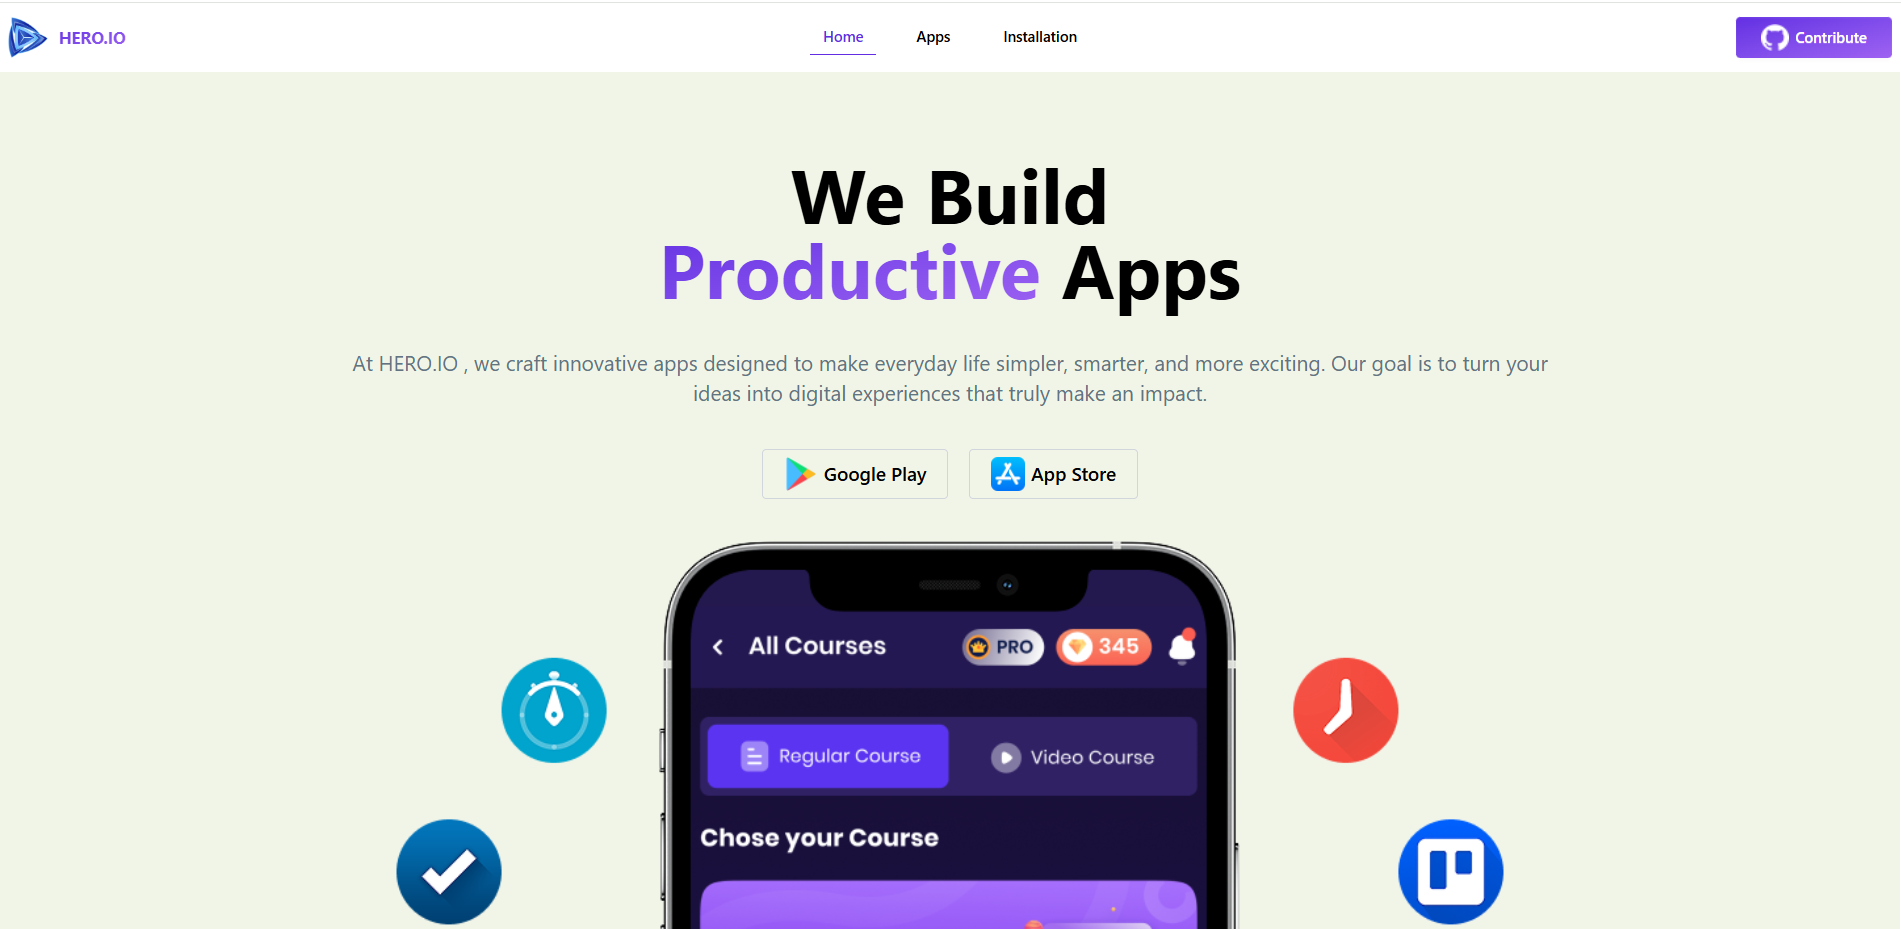 HERO.IO
Home
Apps
Installation
Contribute
We Build
Productive Apps
At HERO.IO , we craft innovative apps designed to make everyday life simpler, smarter, and more exciting. Our goal is to turn your
ideas into digital experiences that truly make an impact.
Google Play
App Store
All Courses
PRO
345
Regular Course
Video Course
Chose your Course